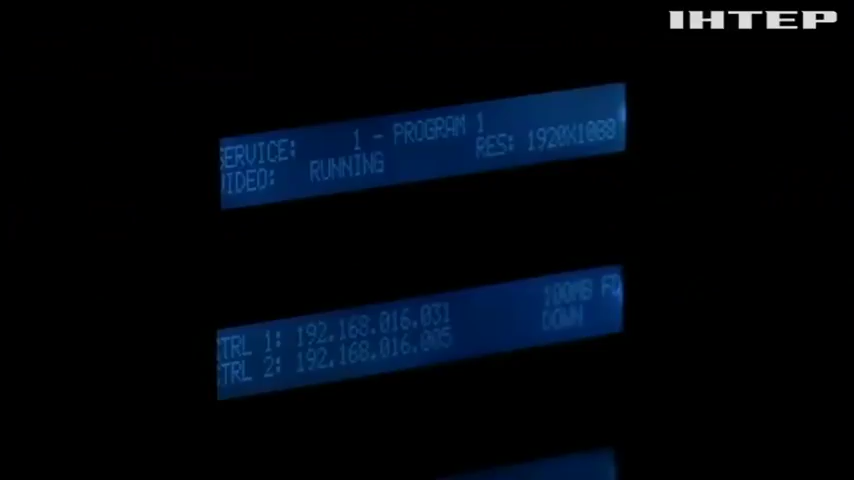 ІНТЕР
SERVICE: 1 - PROGRAM 1
VIDEO: RUNNING RES: 1920X1080
CTRL 1: 192.168.016.031 100MB FD
CTRL 2: 192.168.016.005 DOWN